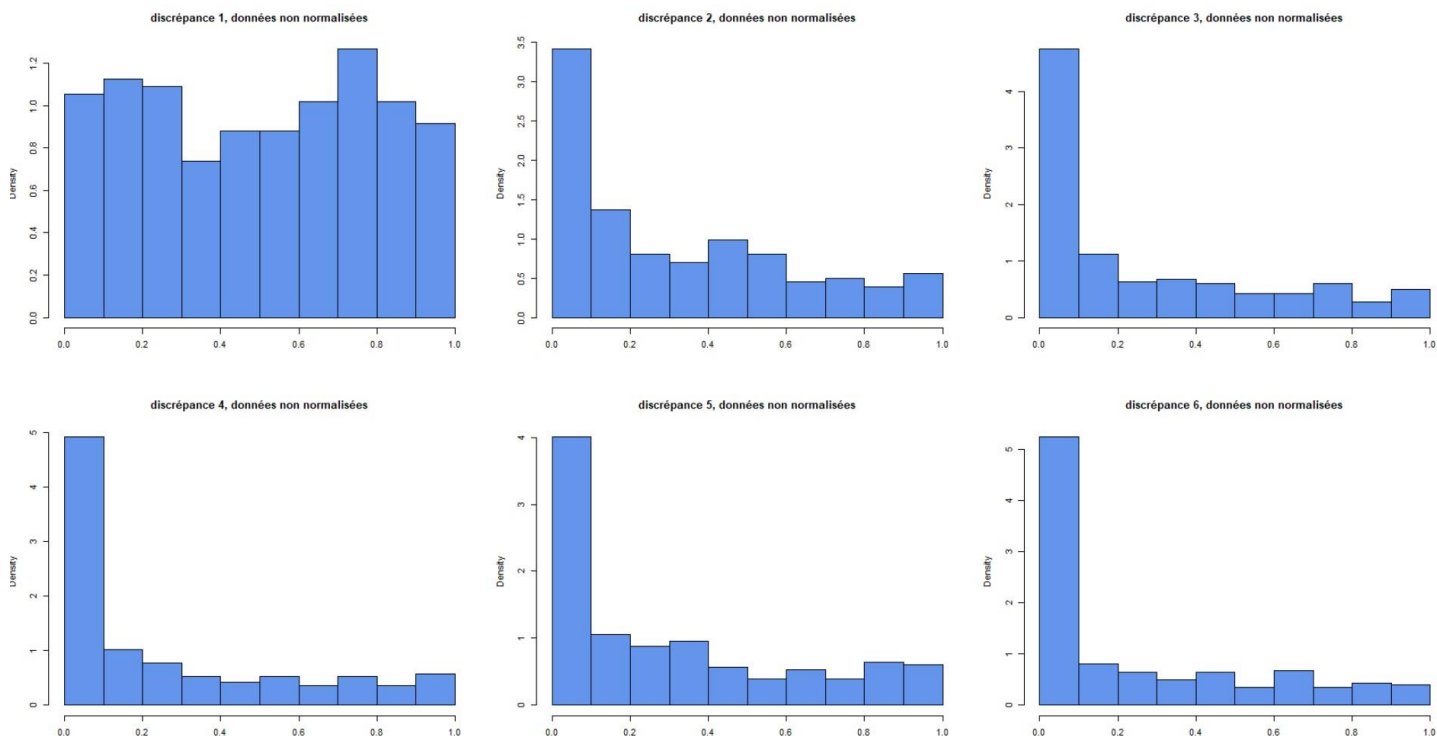 discrépance 1, données non normalisées
Density
0.0 0.2 0.4 0.6 0.8 1.0 1.2
0.0 0.2 0.4 0.6 0.8 1.0
discrépance 2, données non normalisées
Density
0.0 0.5 1.0 1.5 2.0 2.5 3.0 3.5
0.0 0.2 0.4 0.6 0.8 1.0
discrépance 3, données non normalisées
Density
0 1 2 3 4
0.0 0.2 0.4 0.6 0.8 1.0
discrépance 4, données non normalisées
Density
0 1 2 3 4 5
0.0 0.2 0.4 0.6 0.8 1.0
discrépance 5, données non normalisées
Density
0 1 2 3 4
0.0 0.2 0.4 0.6 0.8 1.0
discrépance 6, données non normalisées
Density
0 1 2 3 4 5
0.0 0.2 0.4 0.6 0.8 1.0